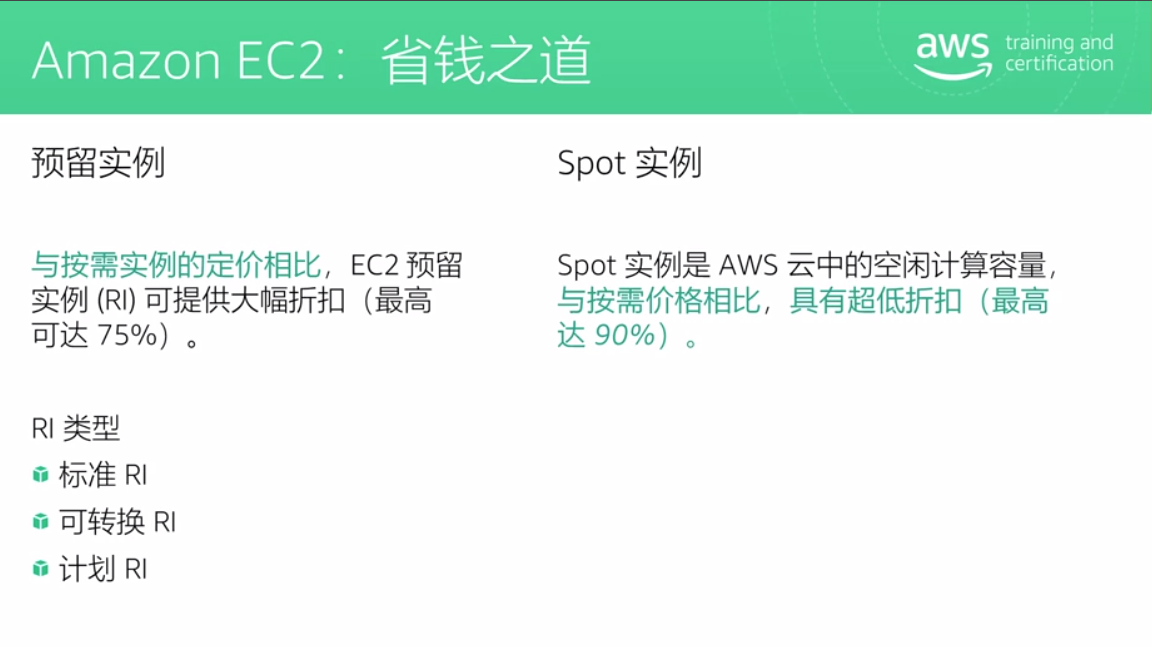 Amazon EC2：省钱之道
aws training and
certification
预留实例
与按需实例的定价相比，EC2 预留
实例 (RI) 可提供大幅折扣（最高
可达 75%）。
RI 类型
标准 RI
可转换 RI
计划 RI
Spot 实例
Spot 实例是 AWS 云中的空闲计算容量，
与按需价格相比，具有超低折扣（最高
达 90%）。